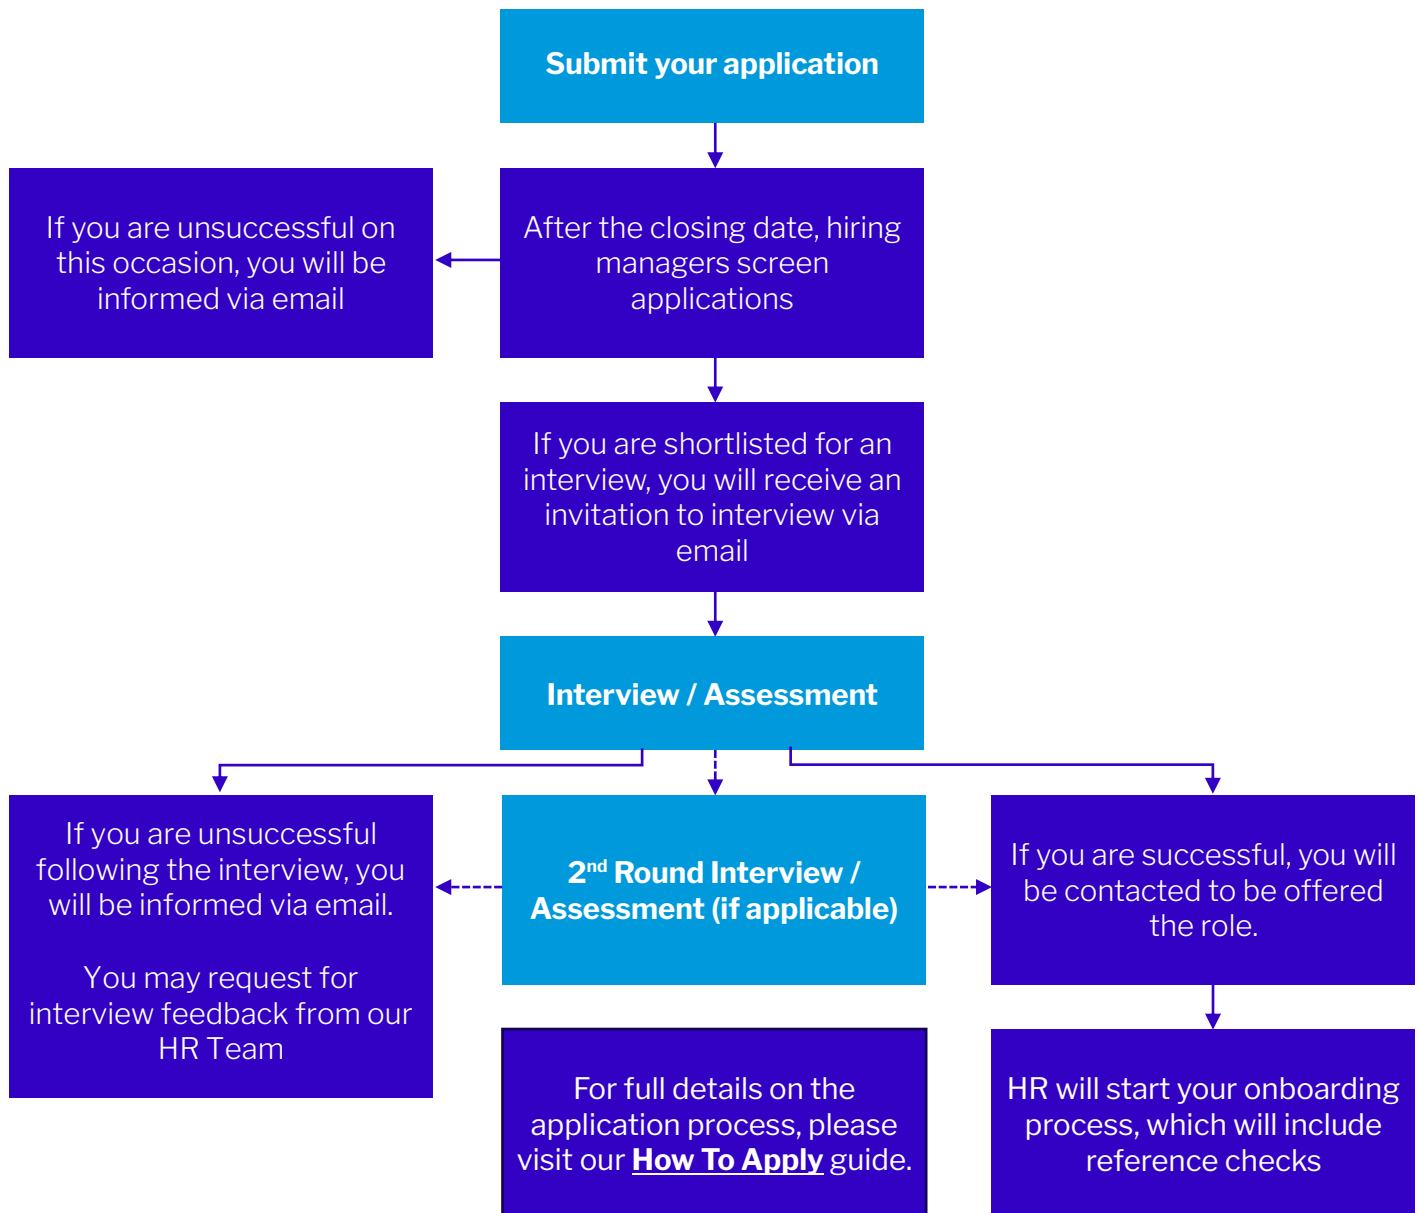 Submit your application
If you are unsuccessful on
this occasion, you will be
informed via email
After the closing date, hiring
managers screen
applications
If you are shortlisted for an
interview, you will receive an
invitation to interview via
email
Interview / Assessment
If you are unsuccessful
following the interview, you
will be informed via email.
You may request for
interview feedback from our
HR Team
2nd Round Interview /
Assessment (if applicable)
If you are successful, you will
be contacted to be offered
the role.
For full details on the
application process, please
visit our How To Apply guide.
HR will start your onboarding
process, which will include
reference checks